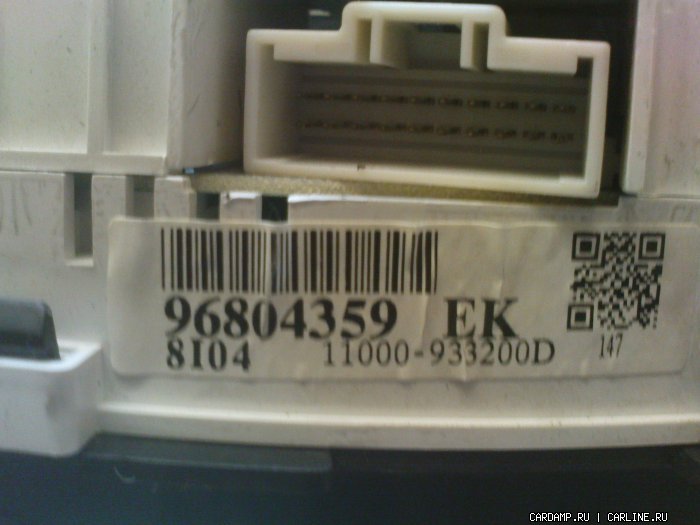 96804359 EK
8I04 11000-933200D
147
CARDAMP.RU | CARLINE.RU